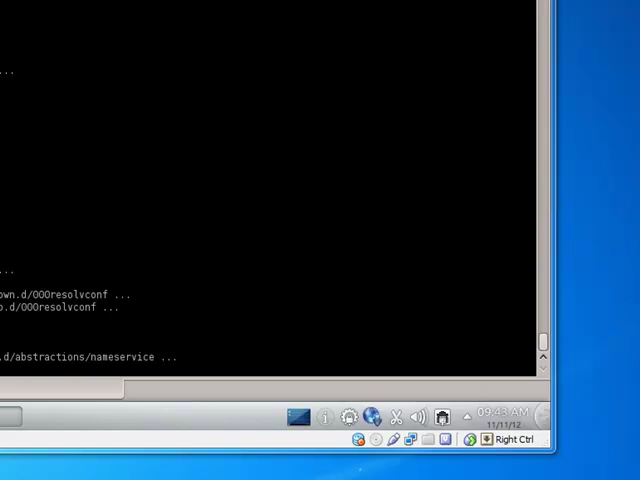 ...
...
own.d/000resolvconf ...
p.d/000resolvconf ...
.d/abstractions/nameservice ...
09:43 AM
11/11/12
Right Ctrl